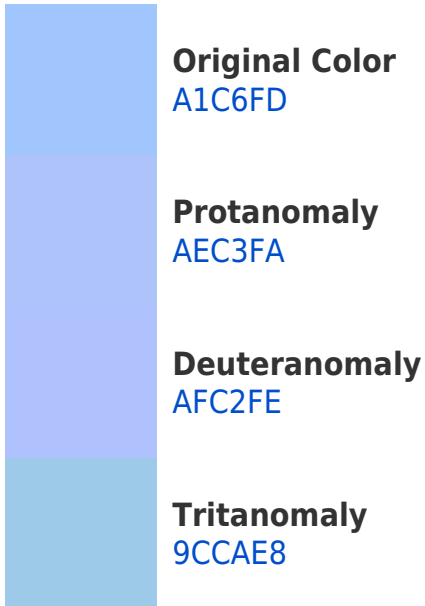 Original Color
A1C6FD
Protanomaly
AEC3FA
Deuteranomaly
AFC2FE
Tritanomaly
9CCAE8